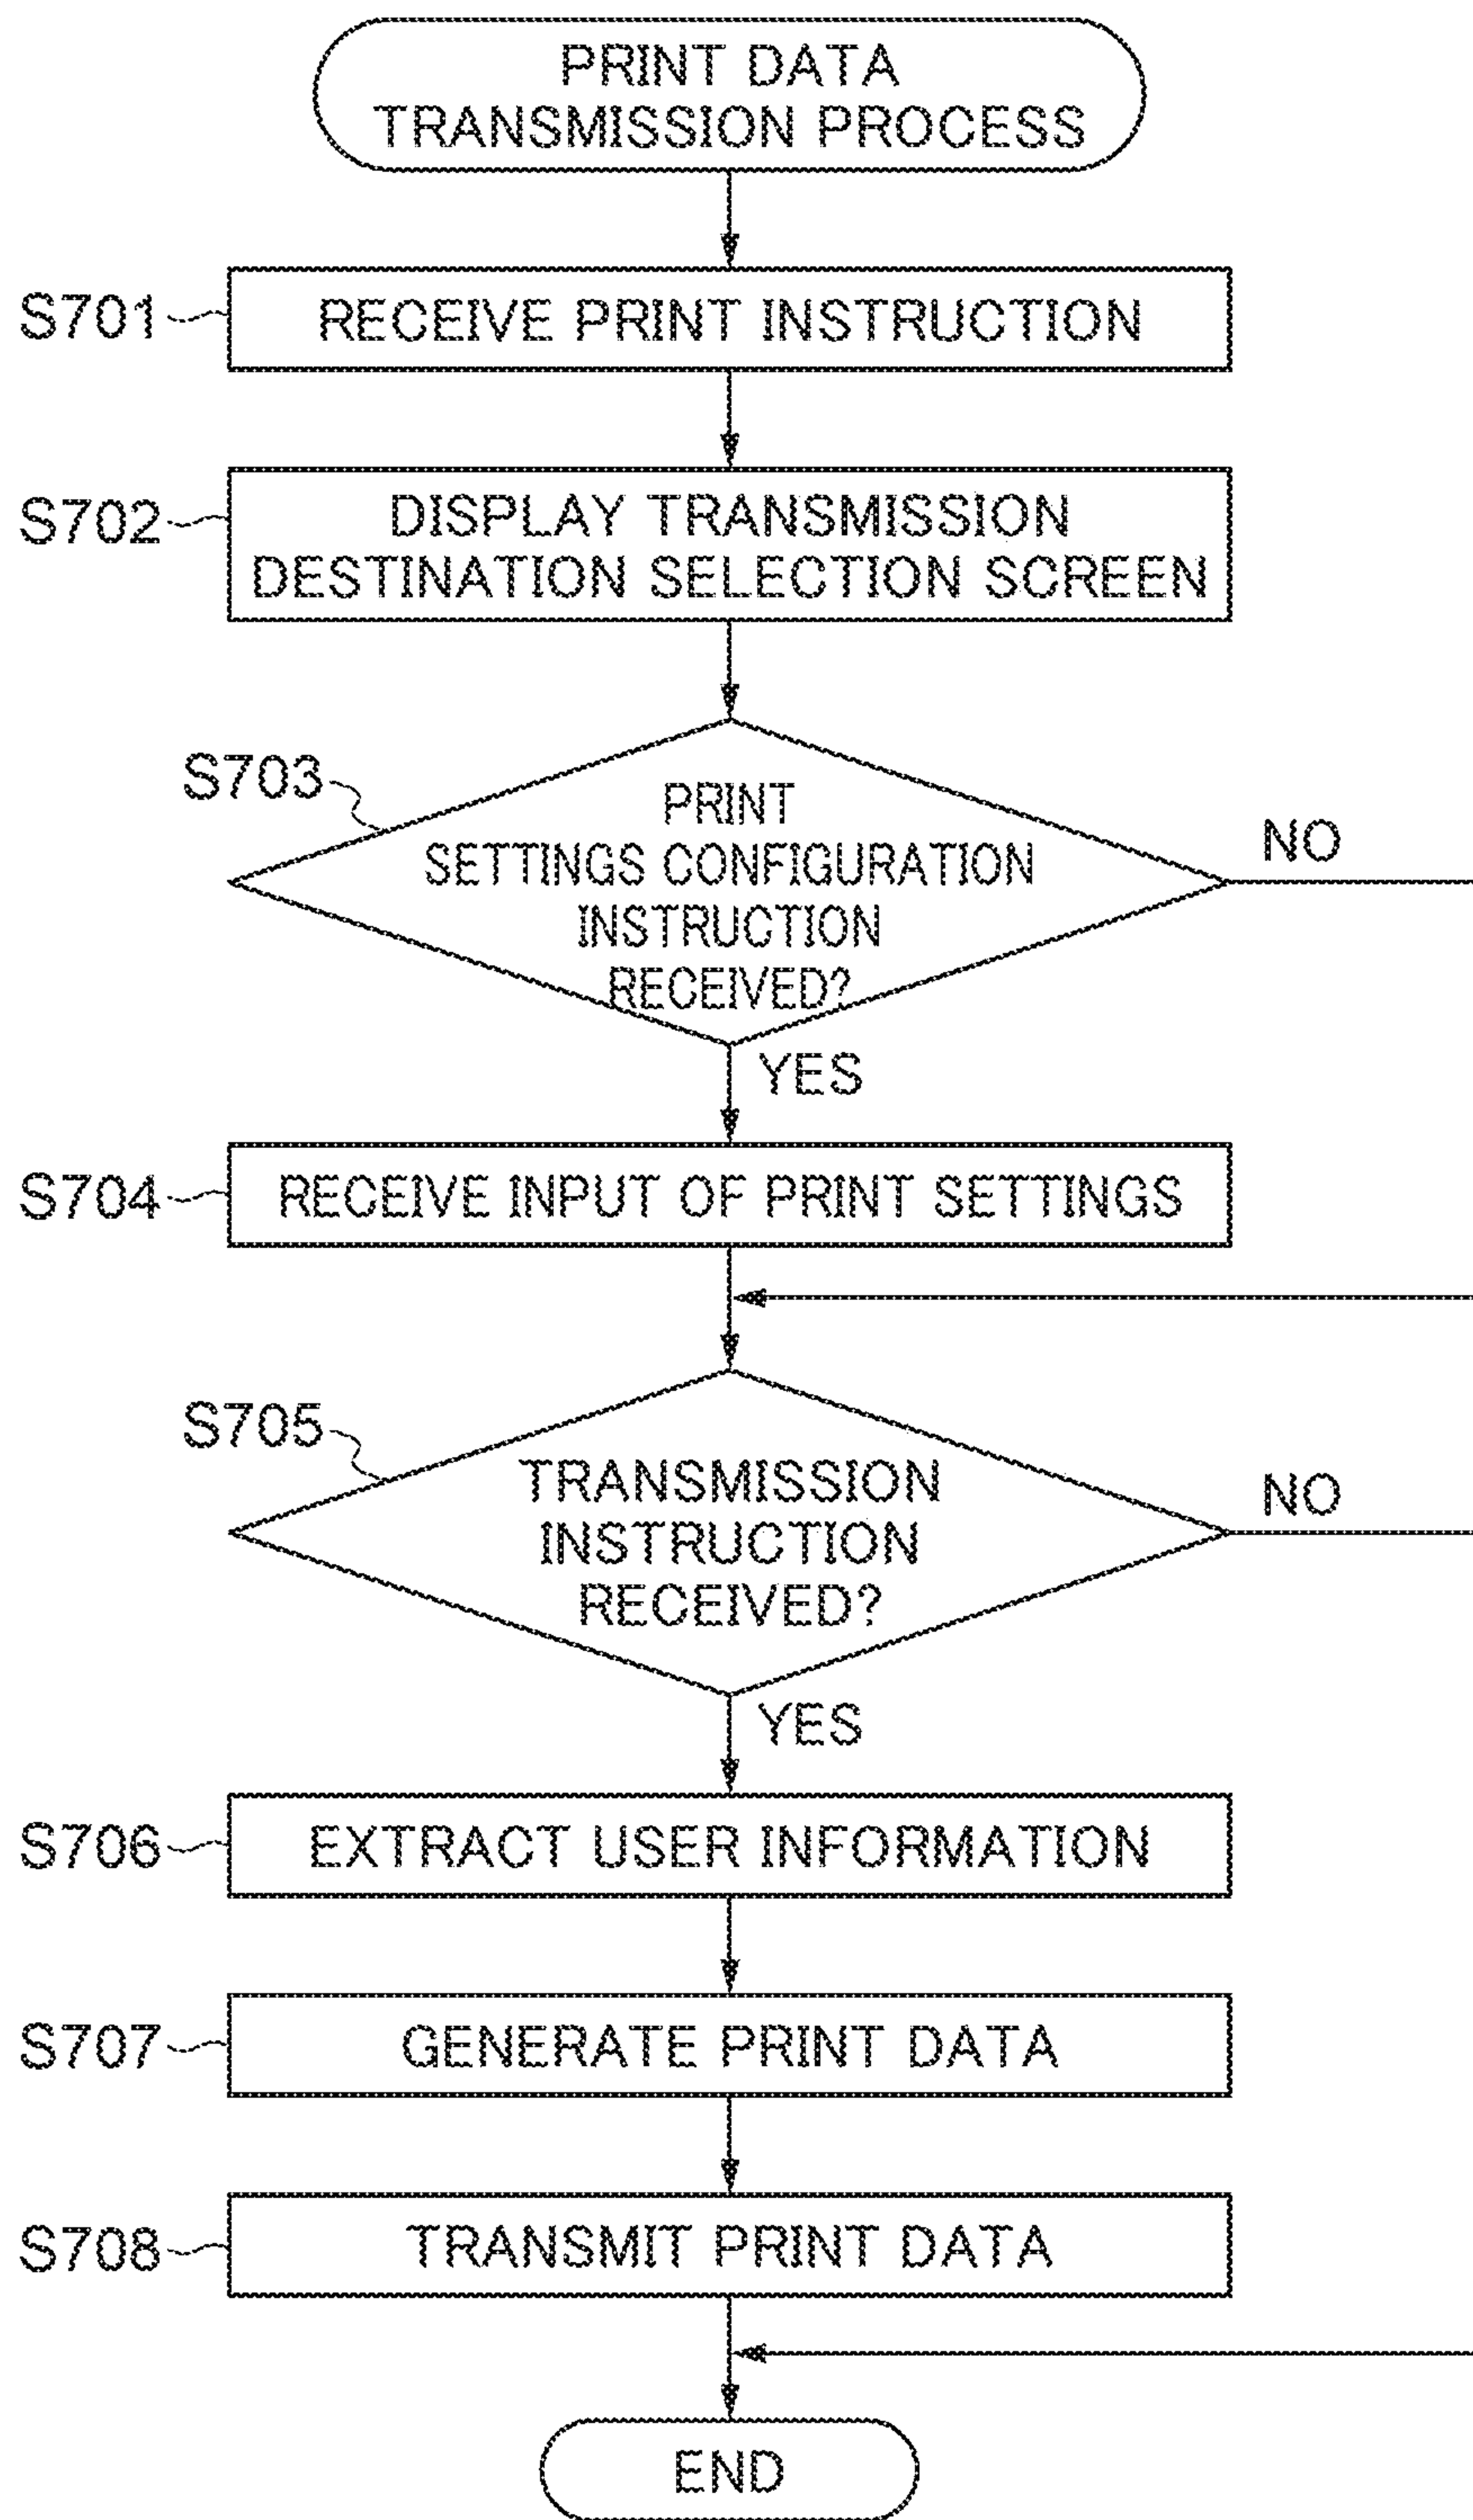 PRINT DATA
TRANSMISSION PROCESS
S701
RECEIVE PRINT INSTRUCTION
S702
DISPLAY TRANSMISSION
DESTINATION SELECTION SCREEN
S703
PRINT
SETTINGS CONFIGURATION
INSTRUCTION
RECEIVED?
NO
YES
S704
RECEIVE INPUT OF PRINT SETTINGS
S705
TRANSMISSION
INSTRUCTION
RECEIVED?
NO
YES
S706
EXTRACT USER INFORMATION
S707
GENERATE PRINT DATA
S708
TRANSMIT PRINT DATA
END